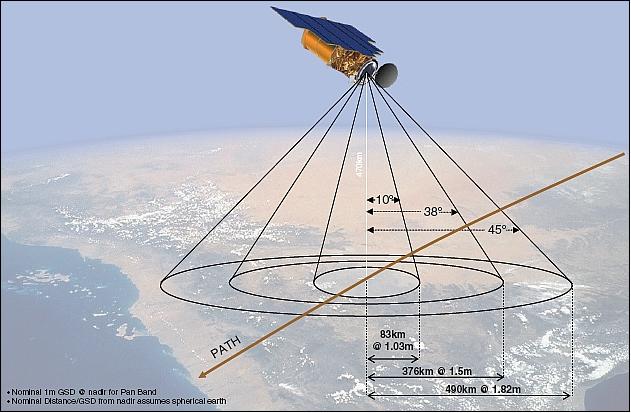 470km
10°
38°
45°
PATH
83km
@ 1.03m
376km @ 1.5m
490km @ 1.82m
• Nominal 1m GSD @ nadir for Pan Band
• Nominal Distance/GSD from nadir assumes spherical earth